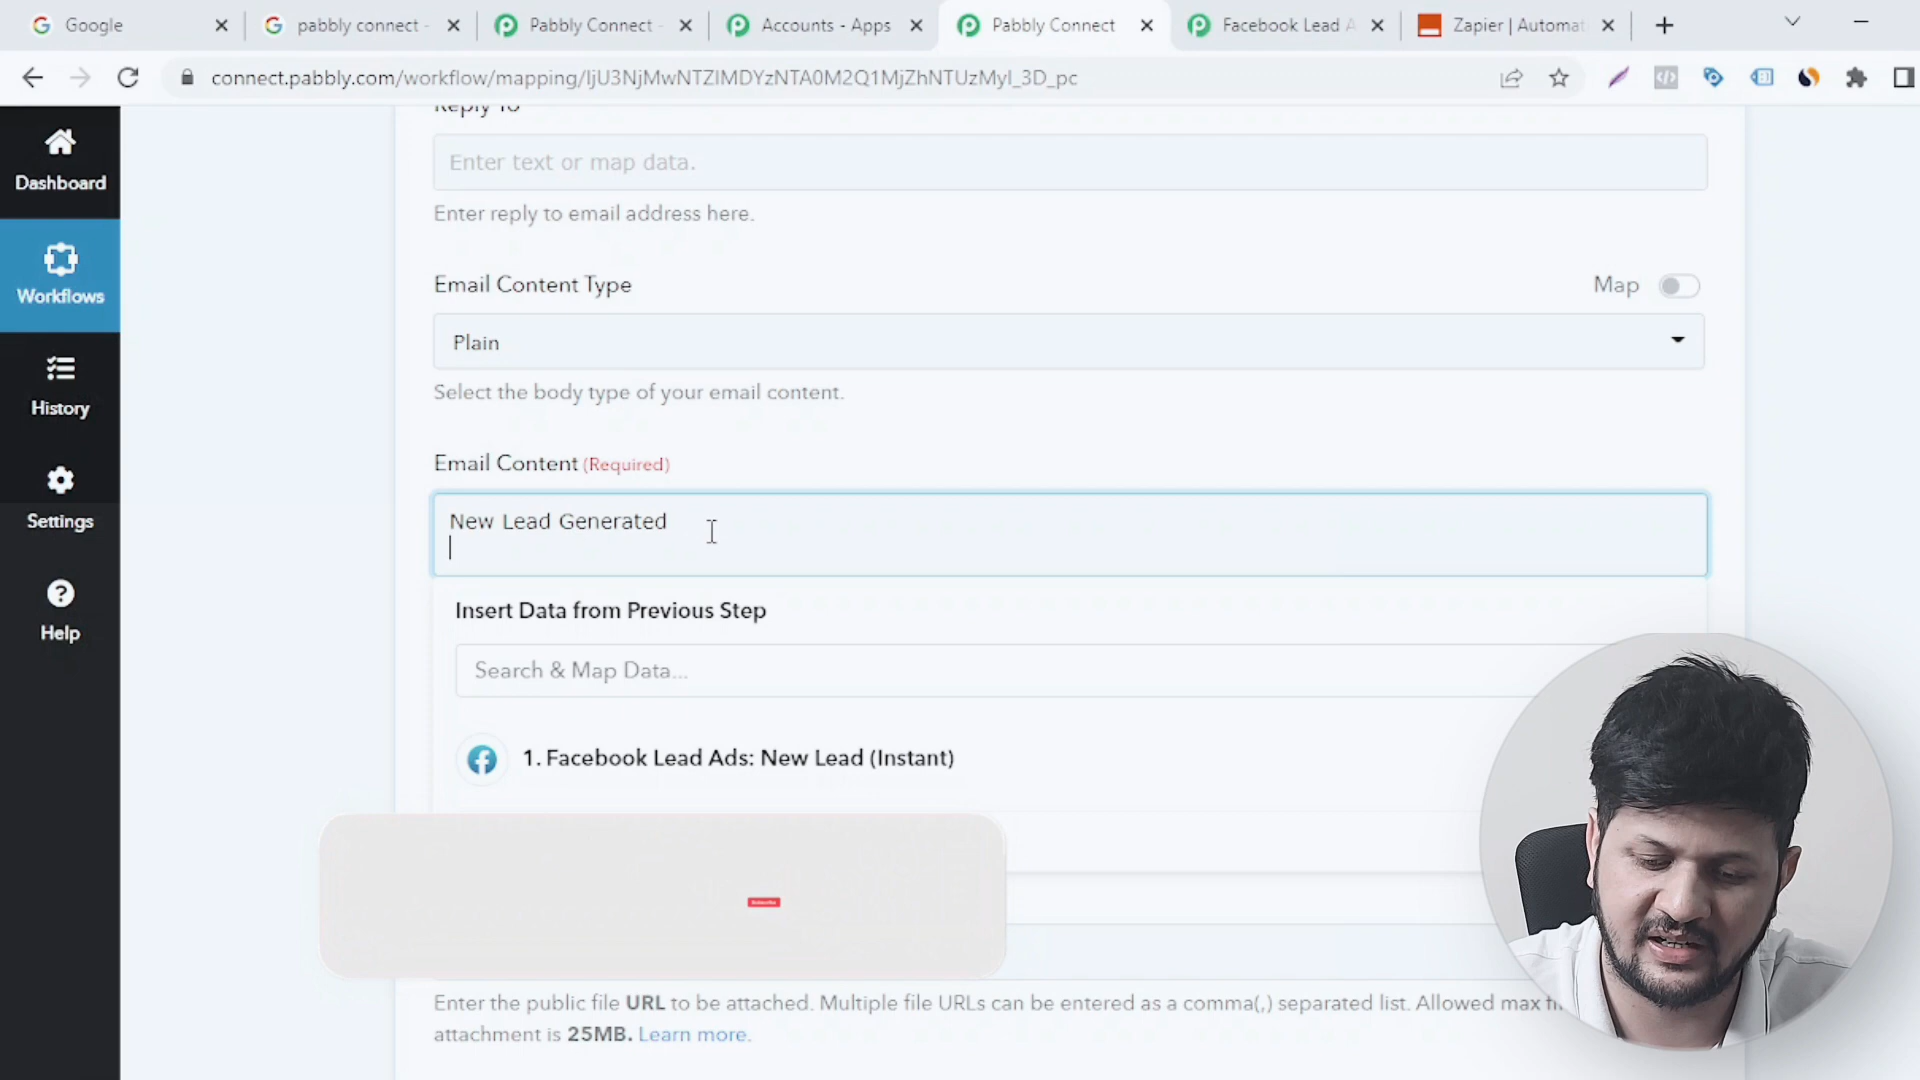 Google
pabbly connect -
Pabbly Connect -
Accounts - Apps
Pabbly Connect
Facebook Lead A
Zapier | Automat
connect.pabbly.com/workflow/mapping/IjU3NjMwNTZlMDYzNTA0M2Q1MjZhNTUzMyI_3D_pc
Dashboard
Workflows
History
Settings
Help
Reply To
Enter text or map data.
Enter reply to email address here.
Email Content Type
Map
Plain
Select the body type of your email content.
Email Content (Required)
New Lead Generated
Insert Data from Previous Step
Search & Map Data...
1. Facebook Lead Ads: New Lead (Instant)
Enter the public file URL to be attached. Multiple file URLs can be entered as a comma(,) separated list. Allowed max
attachment is 25MB. Learn more.